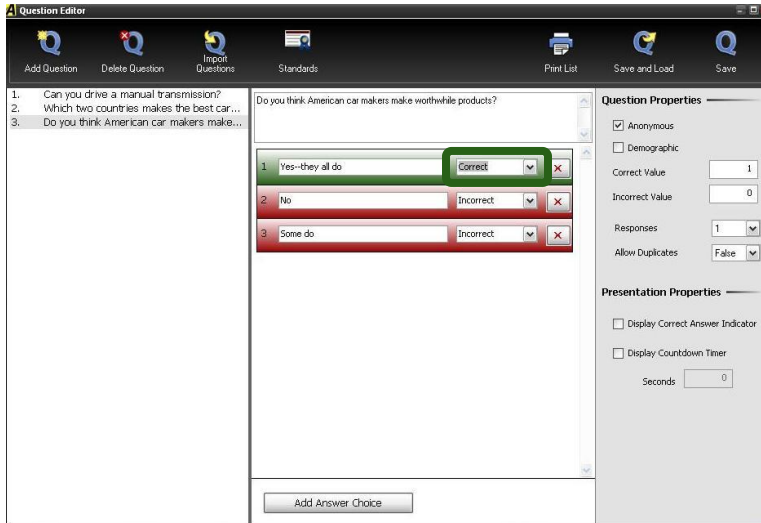 Question Editor
Add Question
Delete Question
Import
Questions
Standards
Print List
Save and Load
Save
1. Can you drive a manual transmission?
2. Which two countries makes the best car...
3. Do you think American car makers make...
Do you think American car makers make worthwhile products?
1 Yes--they all do Correct
2 No Incorrect
3 Some do Incorrect
Add Answer Choice
Question Properties
Anonymous
Demographic
Correct Value 1
Incorrect Value 0
Responses 1
Allow Duplicates False
Presentation Properties
Display Correct Answer Indicator
Display Countdown Timer
Seconds 0